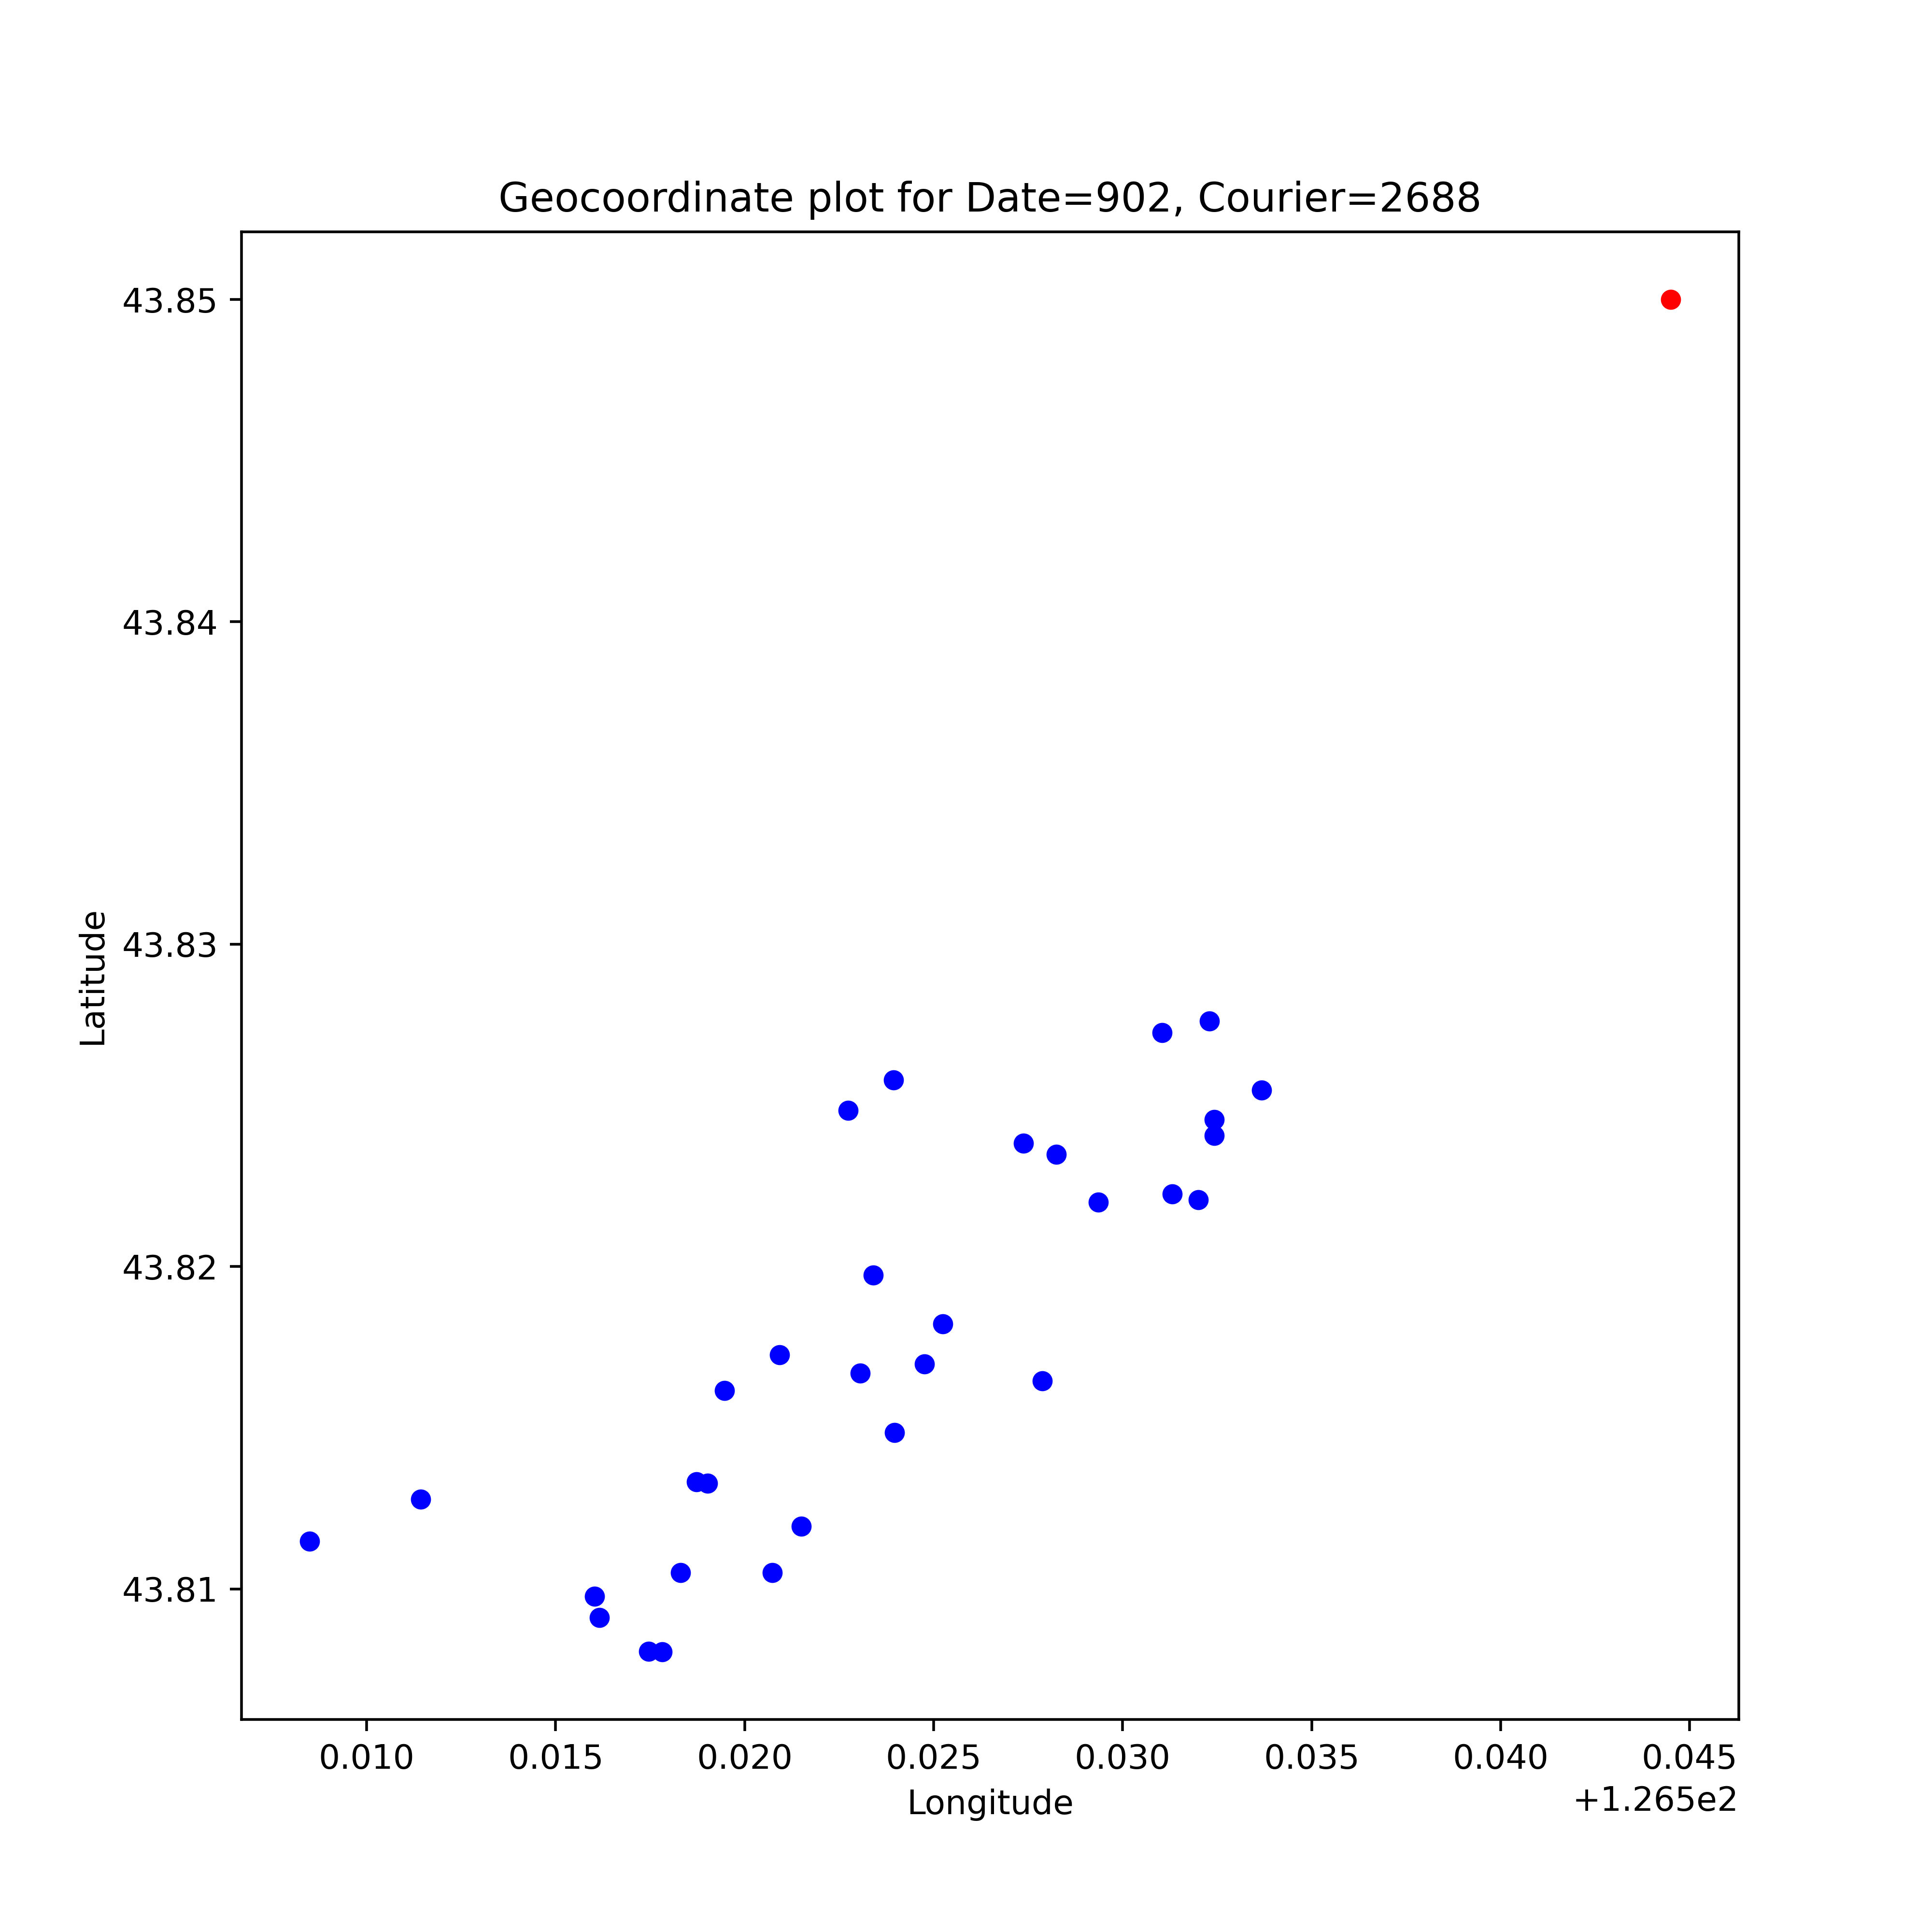 Geocoordinate plot for Date=902, Courier=2688
43.85
43.84
43.83
43.82
43.81
Latitude
0.010 0.015 0.020 0.025 0.030 0.035 0.040 0.045
+1.265e2
Longitude